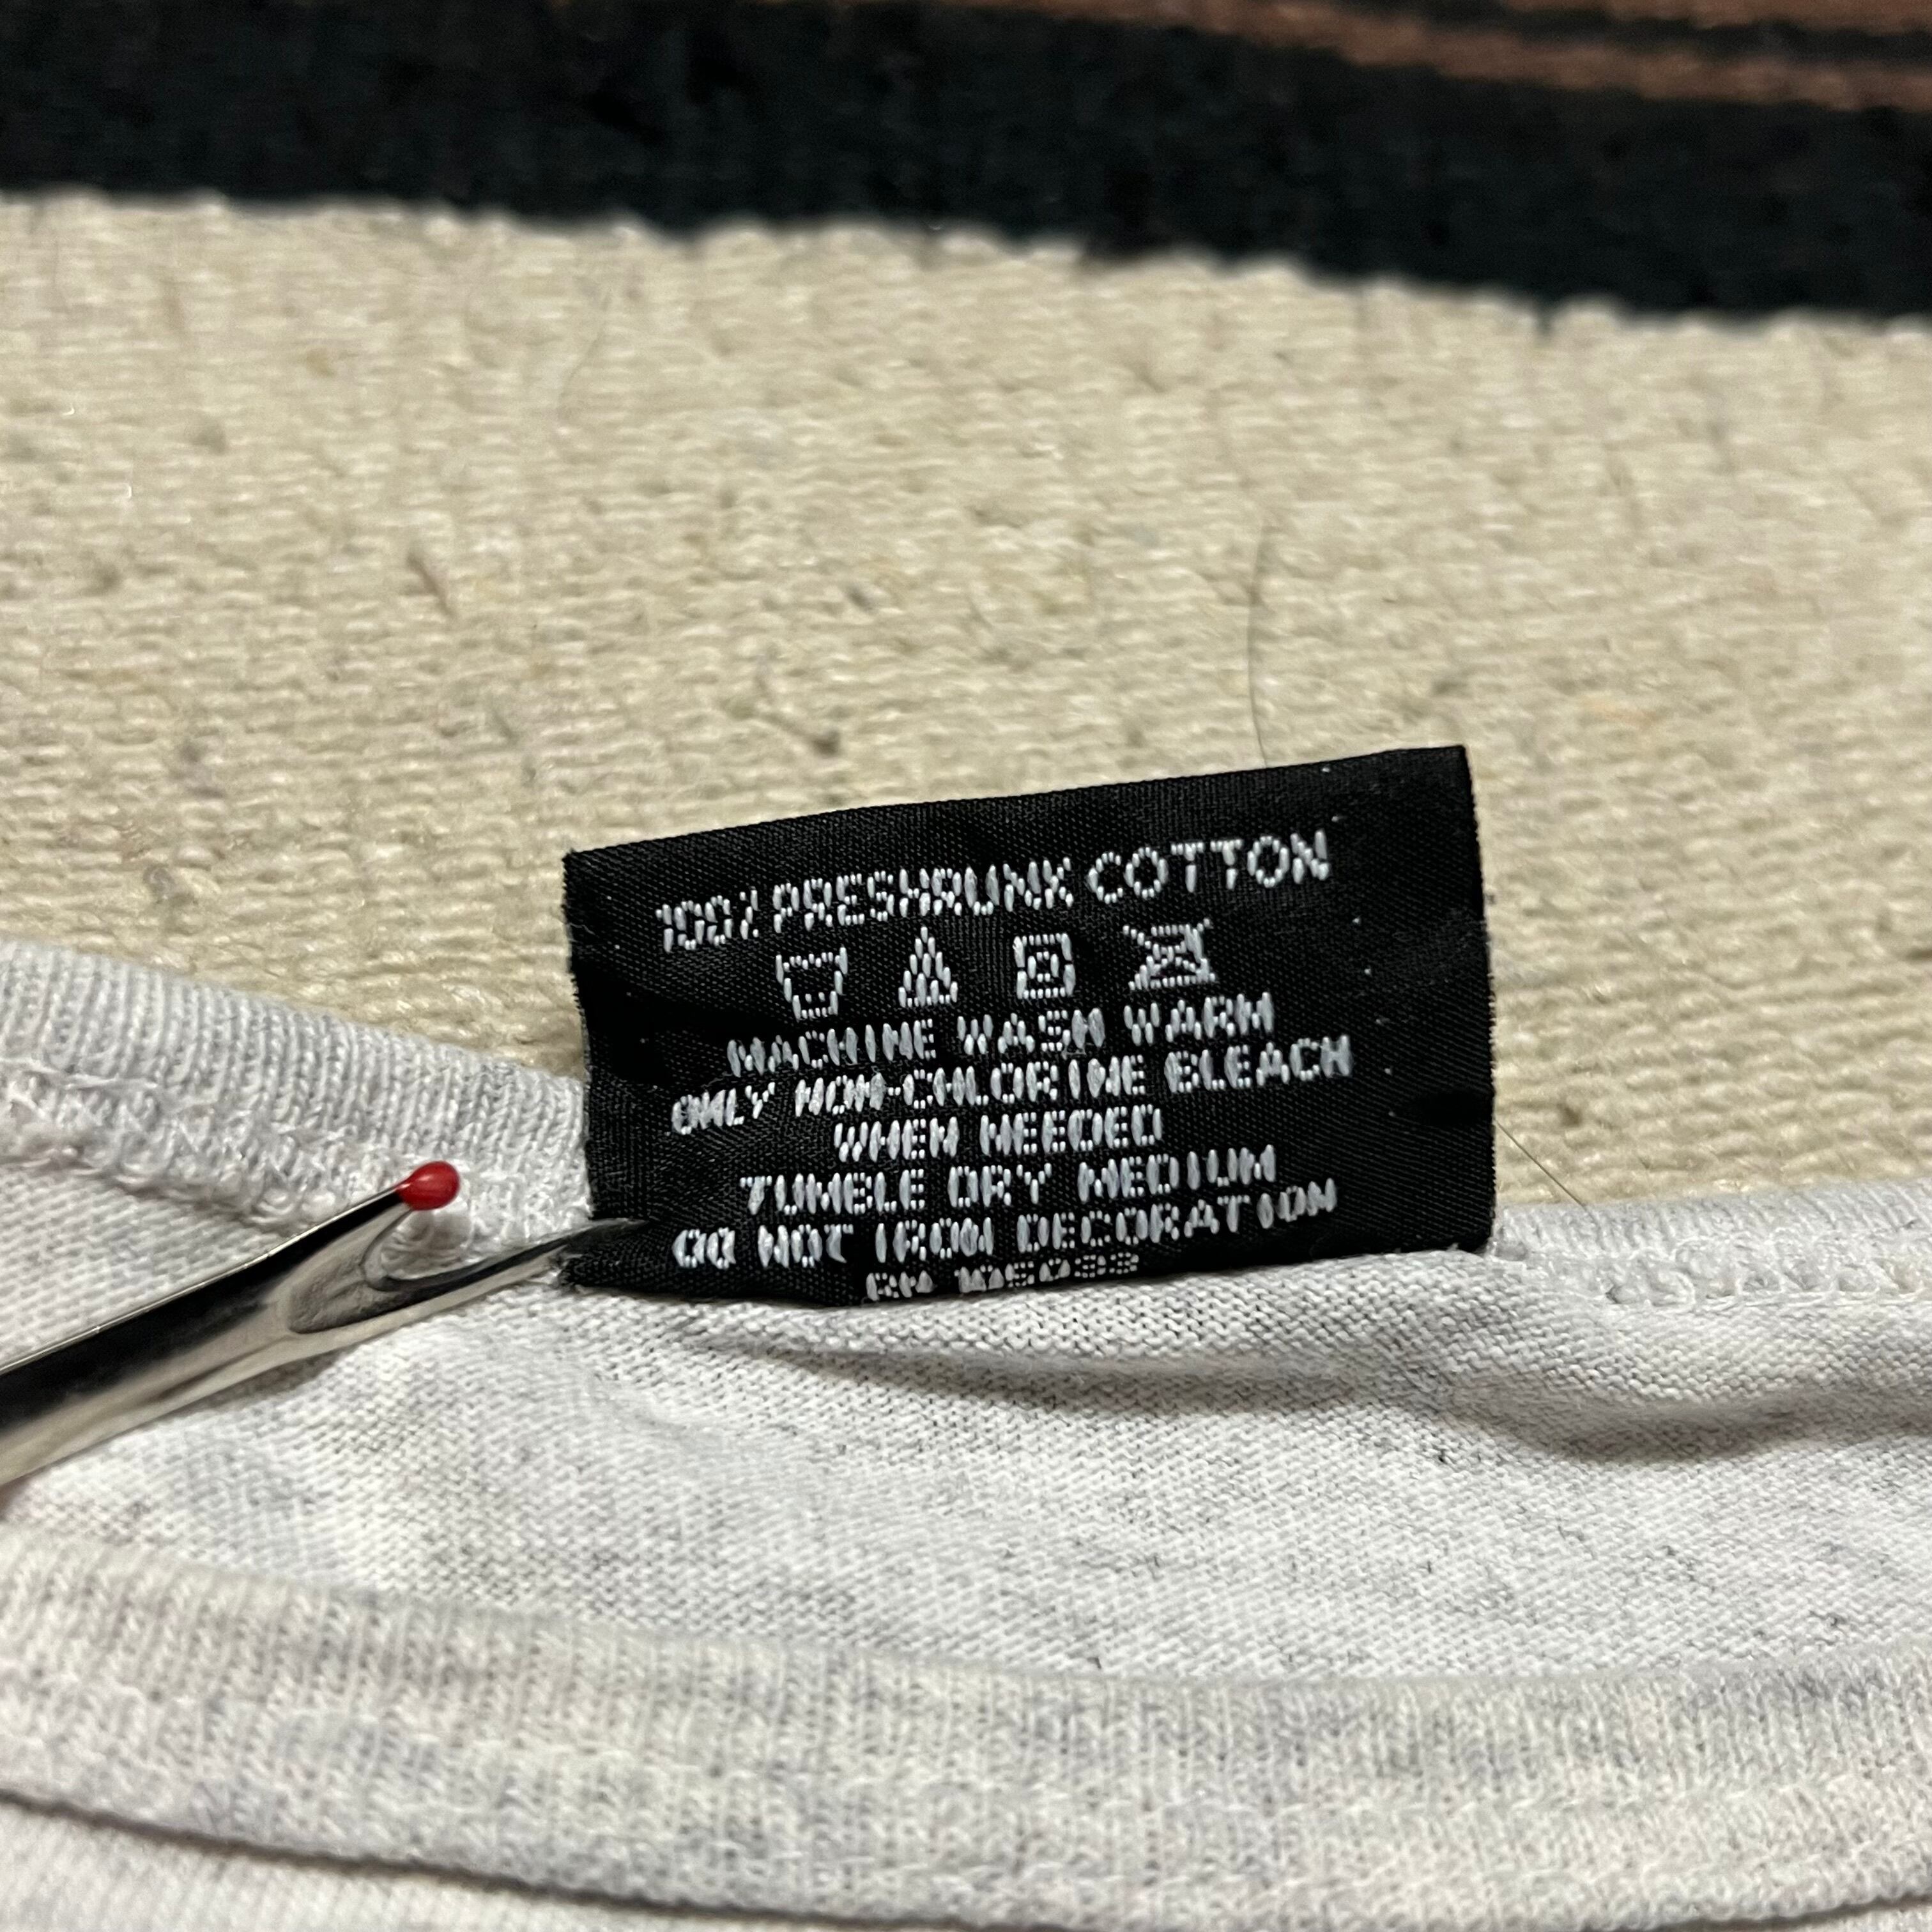 100% PRESHRUNK COTTON
MACHINE WASH WARM
ONLY NON-CHLORINE BLEACH
WHEN NEEDED
TUMBLE DRY MEDIUM
DO NOT IRON DECORATION
RN